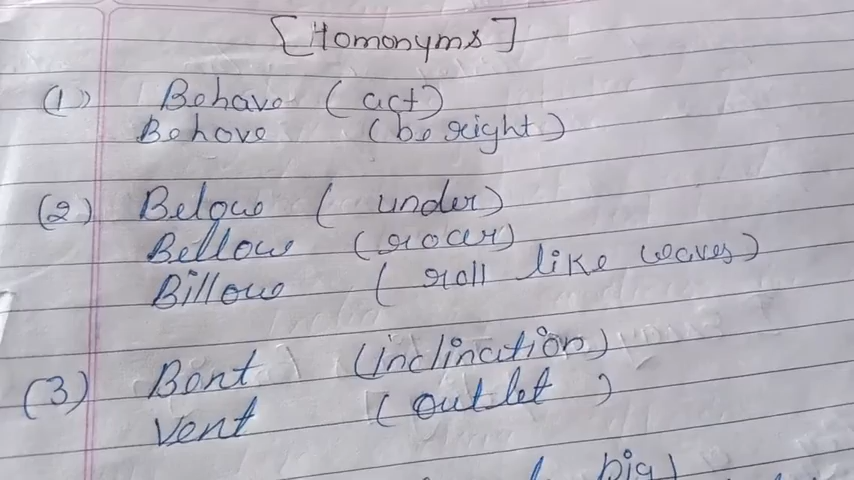 [Homonyms]
(1) Behave (act)
Behove (be right)
(2) Below (under)
Bellow (roar)
Billow (roll like waves)
(3) Bent (inclination)
Vent (outlet)
big)